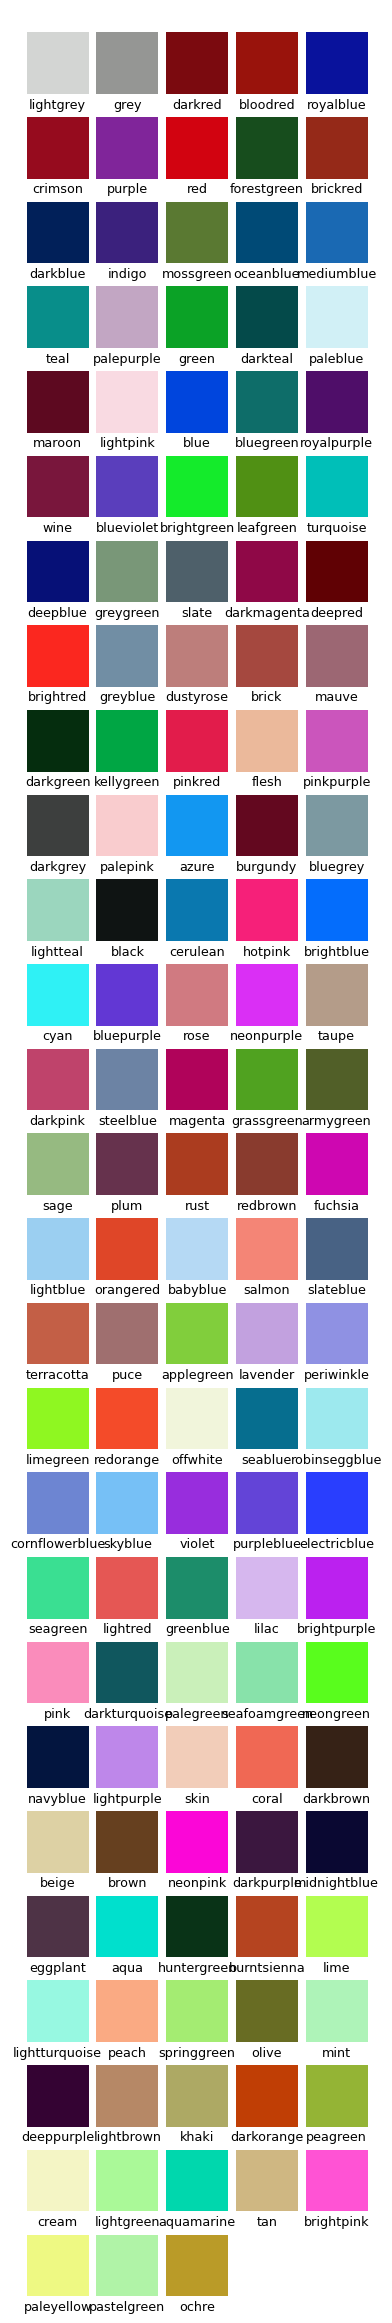 lightgrey grey darkred bloodred royalblue
crimson purple red forestgreen brickred
darkblue indigo mossgreen oceanblue mediumblue
teal palepurple green darkteal paleblue
maroon lightpink blue bluegreen royalpurple
wine blueviolet brightgreen leafgreen turquoise
deepblue greygreen slate darkmagenta deepred
brightred greyblue dustyrose brick mauve
darkgreen kellygreen pinkred flesh pinkpurple
darkgrey palepink azure burgundy bluegrey
lightteal black cerulean hotpink brightblue
cyan bluepurple rose neonpurple taupe
darkpink steelblue magenta grassgreen armygreen
sage plum rust redbrown fuchsia
lightblue orangered babyblue salmon slateblue
terracotta puce applegreen lavender periwinkle
limegreen redorange offwhite seablue robinseggblue
cornflowerblue skyblue violet purpleblue electricblue
seagreen lightred greenblue lilac brightpurple
pink darkturquoise palegreen seafoamgreen neongreen
navyblue lightpurple skin coral darkbrown
beige brown neonpink darkpurple midnightblue
eggplant aqua huntergreen burntsienna lime
lightturquoise peach springgreen olive mint
deeppurple lightbrown khaki darkorange peagreen
cream lightgreen aquamarine tan brightpink
paleyellow pastelgreen ochre